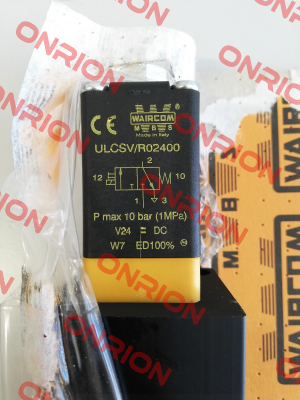 ONRION
CE
WAIRCOM
M B S
Made in Italy
ULCSV/R02400
2
12
10
1
3
P max 10 bar (1MPa)
V24 = DC
W7 ED100%
WAIRCOM
M B S